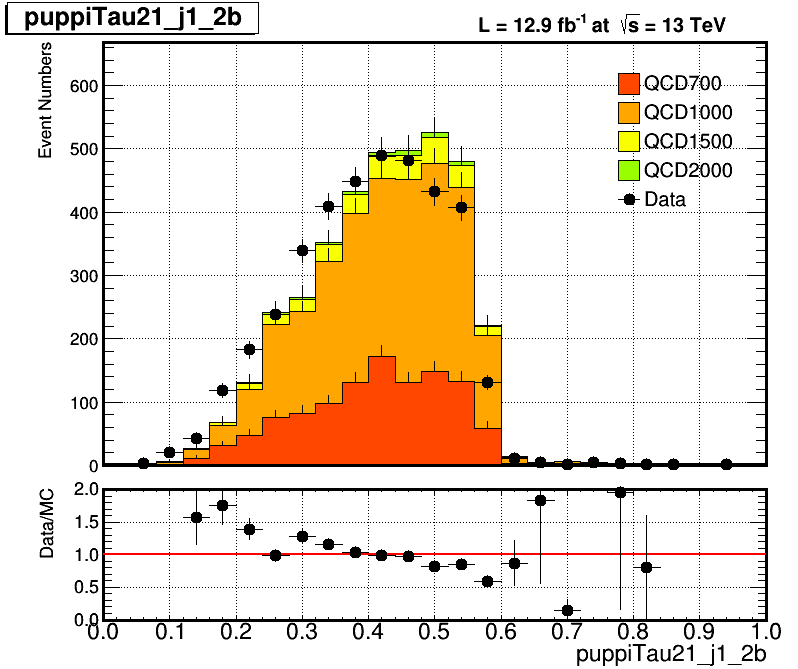 puppiTau21_j1_2b
L = 12.9 fb-1 at √s = 13 TeV
Event Numbers
600
500
400
300
200
100
0
QCD700
QCD1000
QCD1500
QCD2000
Data
Data/MC
2.0
1.5
1.0
0.5
0.0
0.0 0.1 0.2 0.3 0.4 0.5 0.6 0.7 0.8 0.9 1.0
puppiTau21_j1_2b